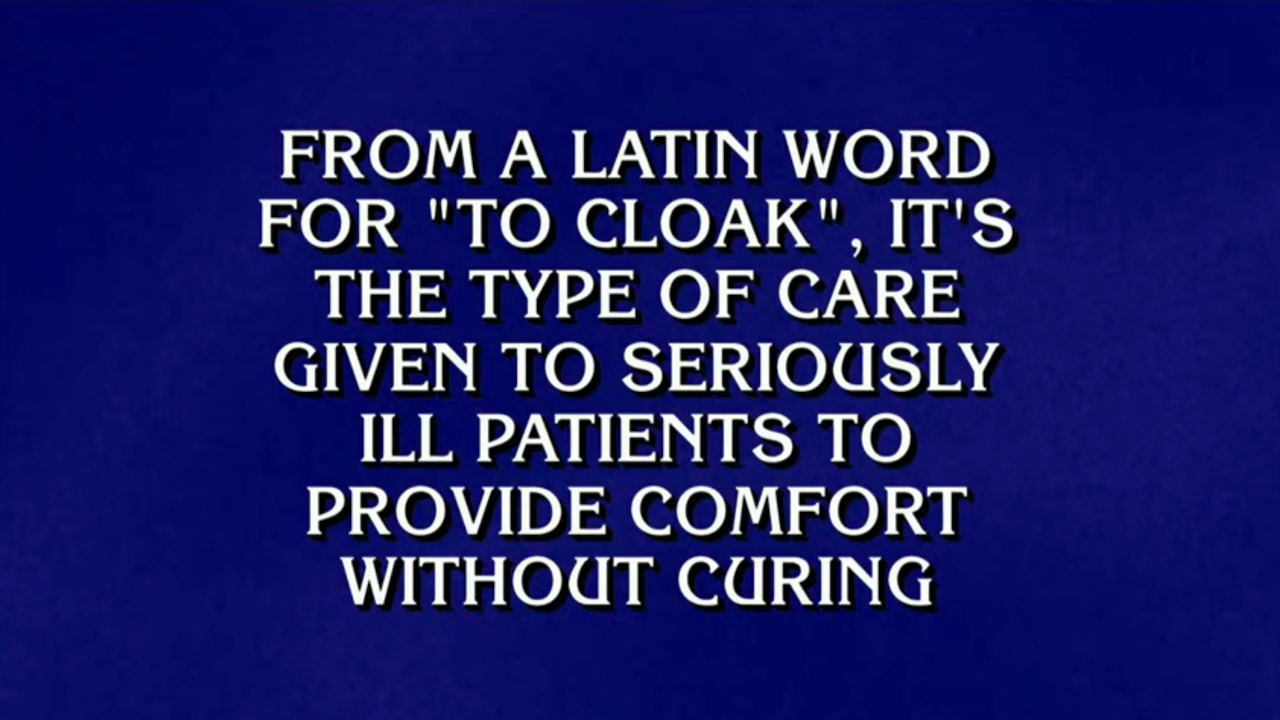 FROM A LATIN WORD
FOR "TO CLOAK", IT'S
THE TYPE OF CARE
GIVEN TO SERIOUSLY
ILL PATIENTS TO
PROVIDE COMFORT
WITHOUT CURING